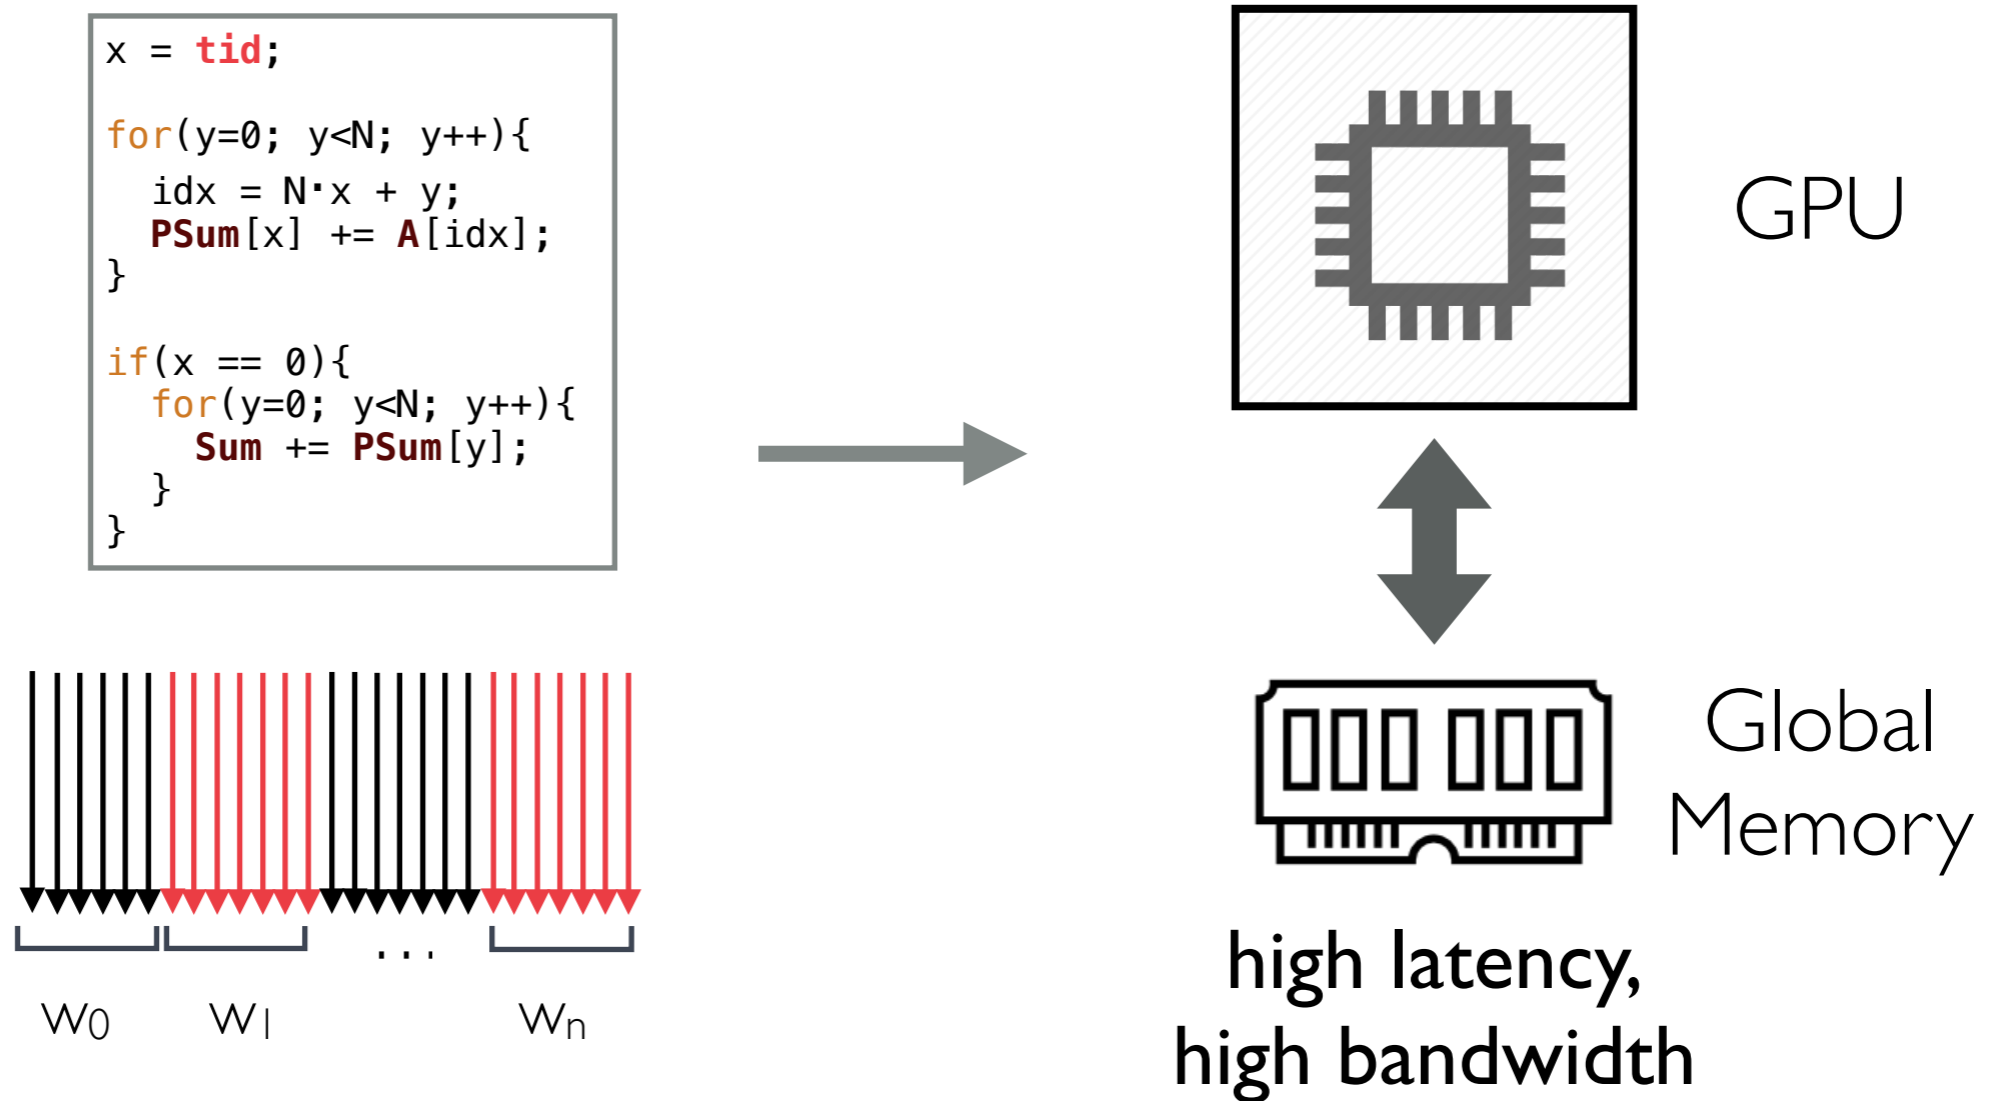 x = tid;
for(y=0; y<N; y++){
idx = N·x + y;
PSum[x] += A[idx];
}
if(x == 0){
for(y=0; y<N; y++){
Sum += PSum[y];
}
}
GPU
Global
Memory
high latency,
high bandwidth
w0 w1 ... wn